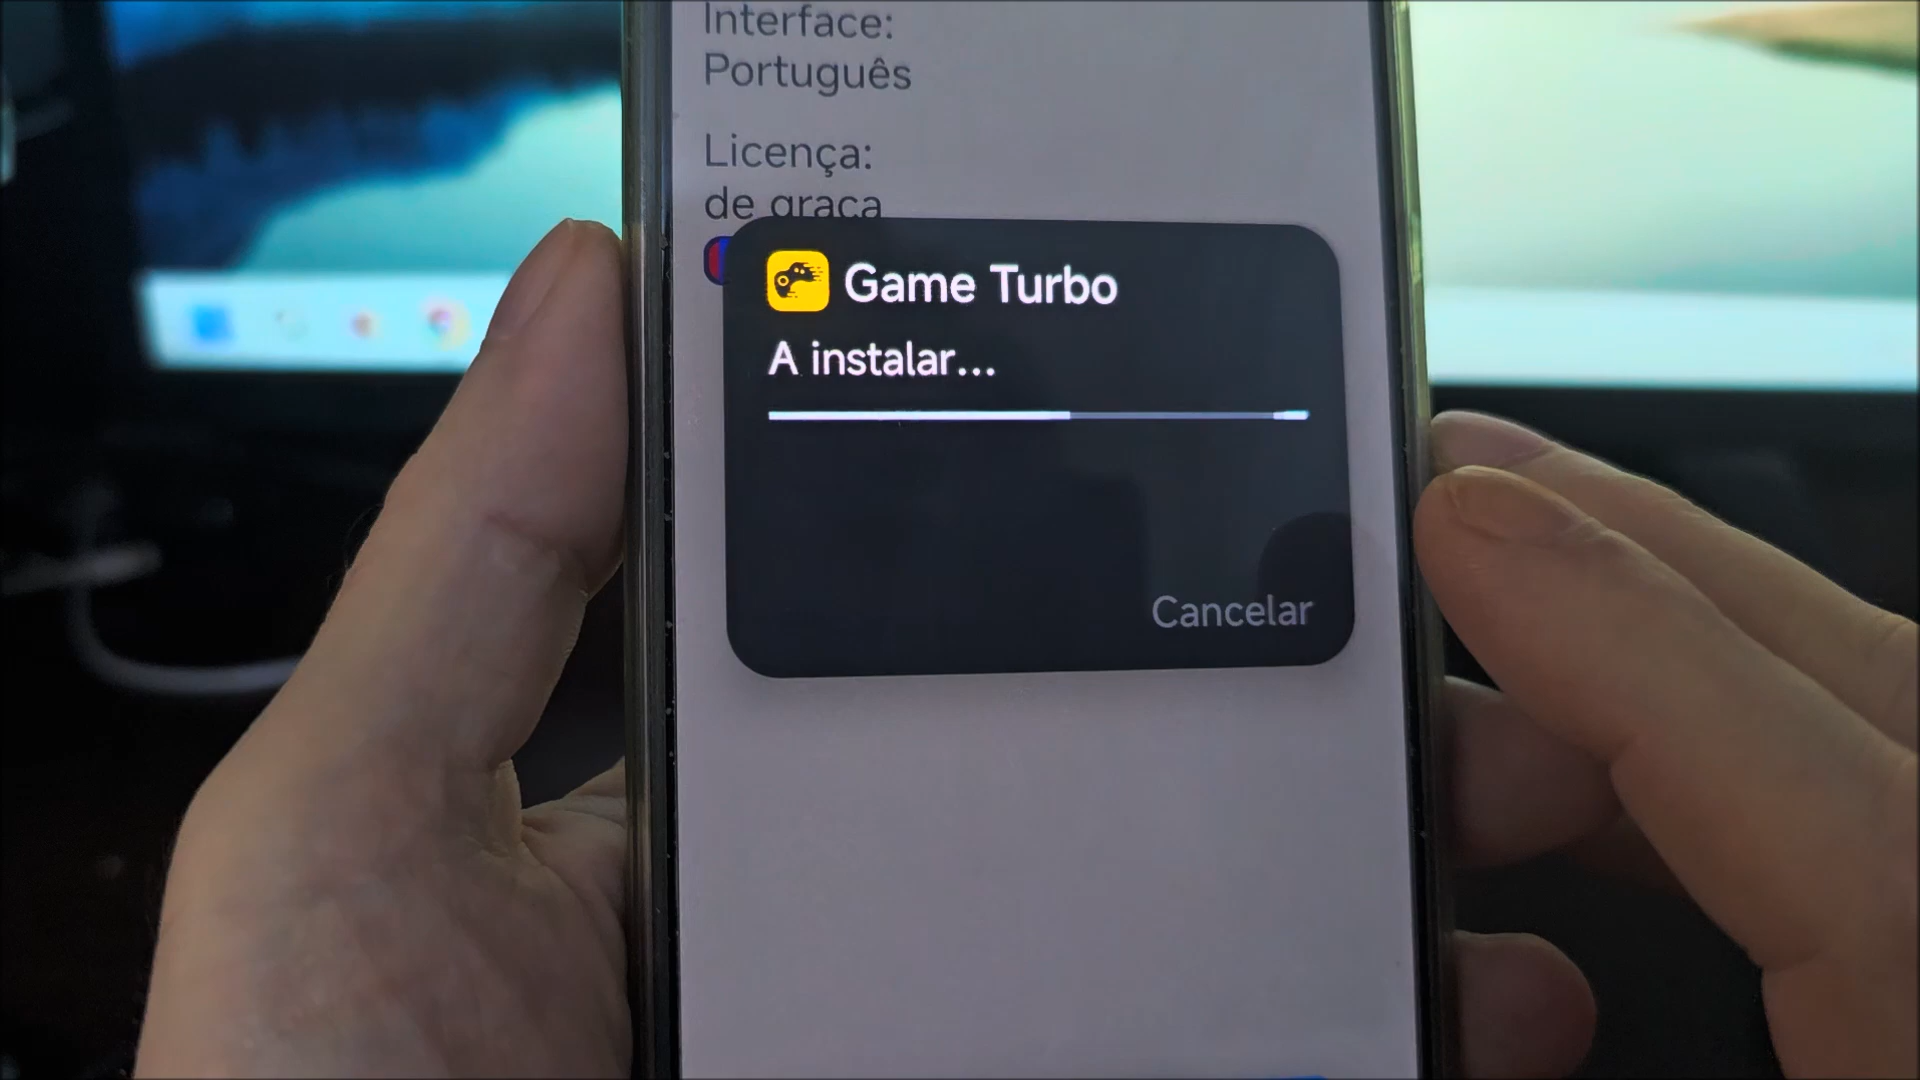 Interface:
Português
Licença:
de graça
Game Turbo
A instalar...
Cancelar